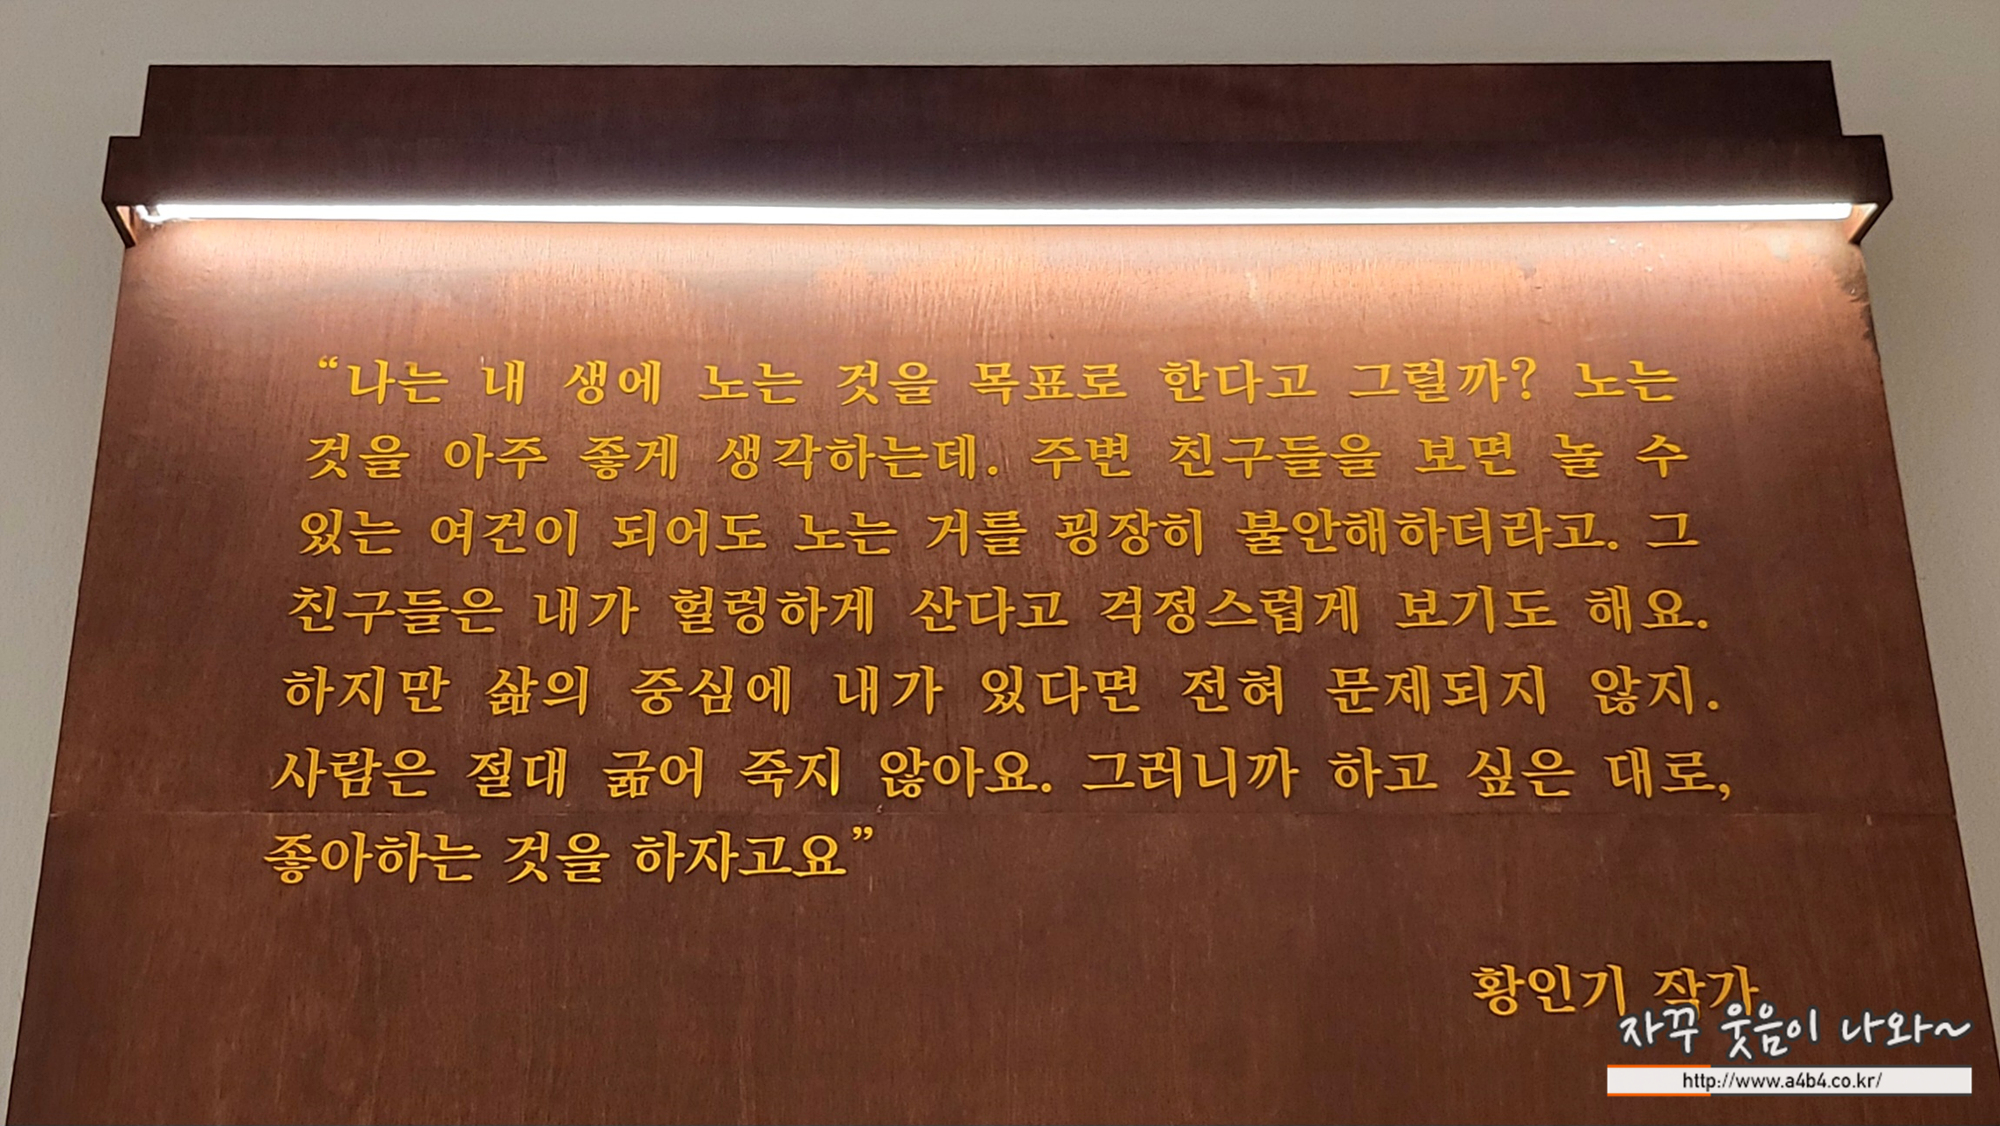 “나는 내 생에 노는 것을 목표로 한다고 그럴까? 노는
것을 아주 좋게 생각하는데. 주변 친구들을 보면 놀 수
있는 여건이 되어도 노는 거를 굉장히 불안해하더라고. 그
친구들은 내가 헐렁하게 산다고 걱정스럽게 보기도 해요.
하지만 삶의 중심에 내가 있다면 전혀 문제되지 않지.
사람은 절대 굶어 죽지 않아요. 그러니까 하고 싶은 대로,
좋아하는 것을 하자고요”
황인기 작가
자꾸 웃음이 나와~
http://www.a4b4.co.kr/